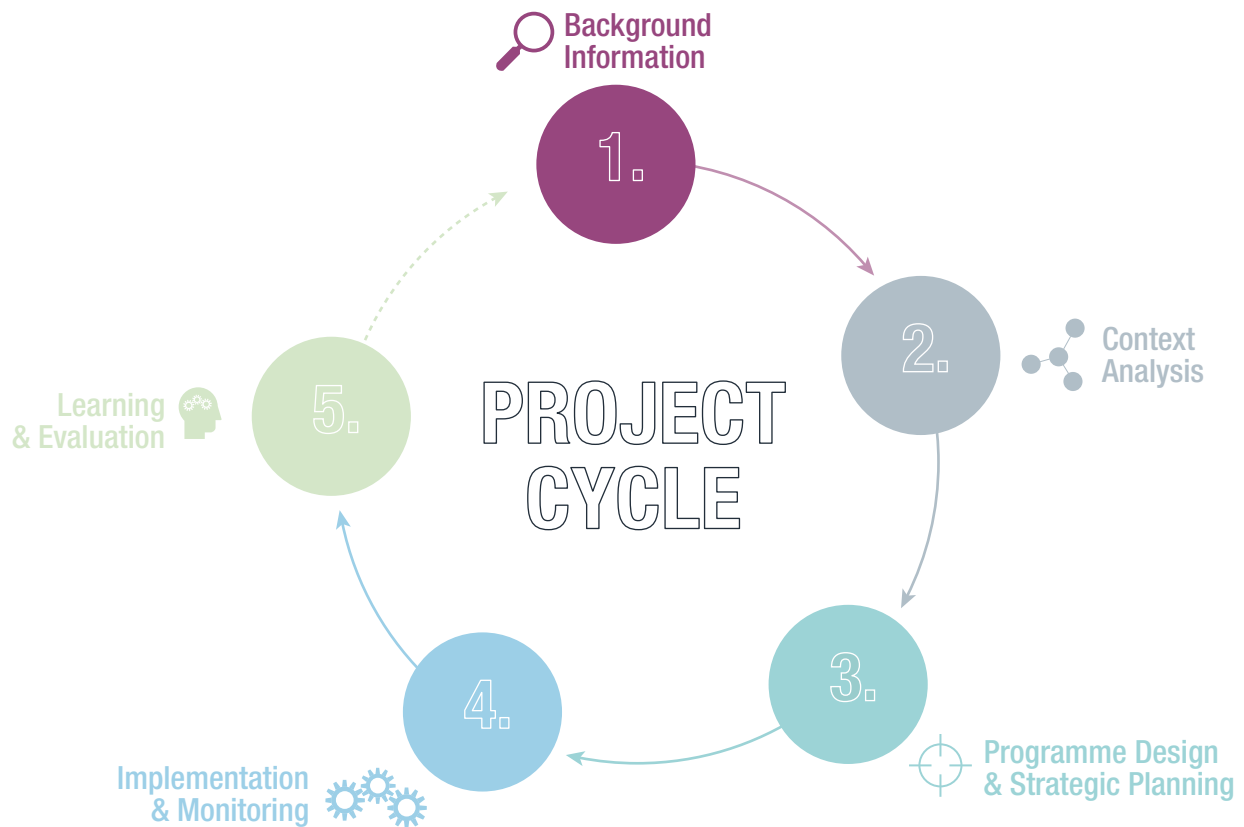 Background
Information
1.
2.
Context
Analysis
3.
Programme Design
& Strategic Planning
4.
Implementation
& Monitoring
5.
Learning
& Evaluation
PROJECT
CYCLE